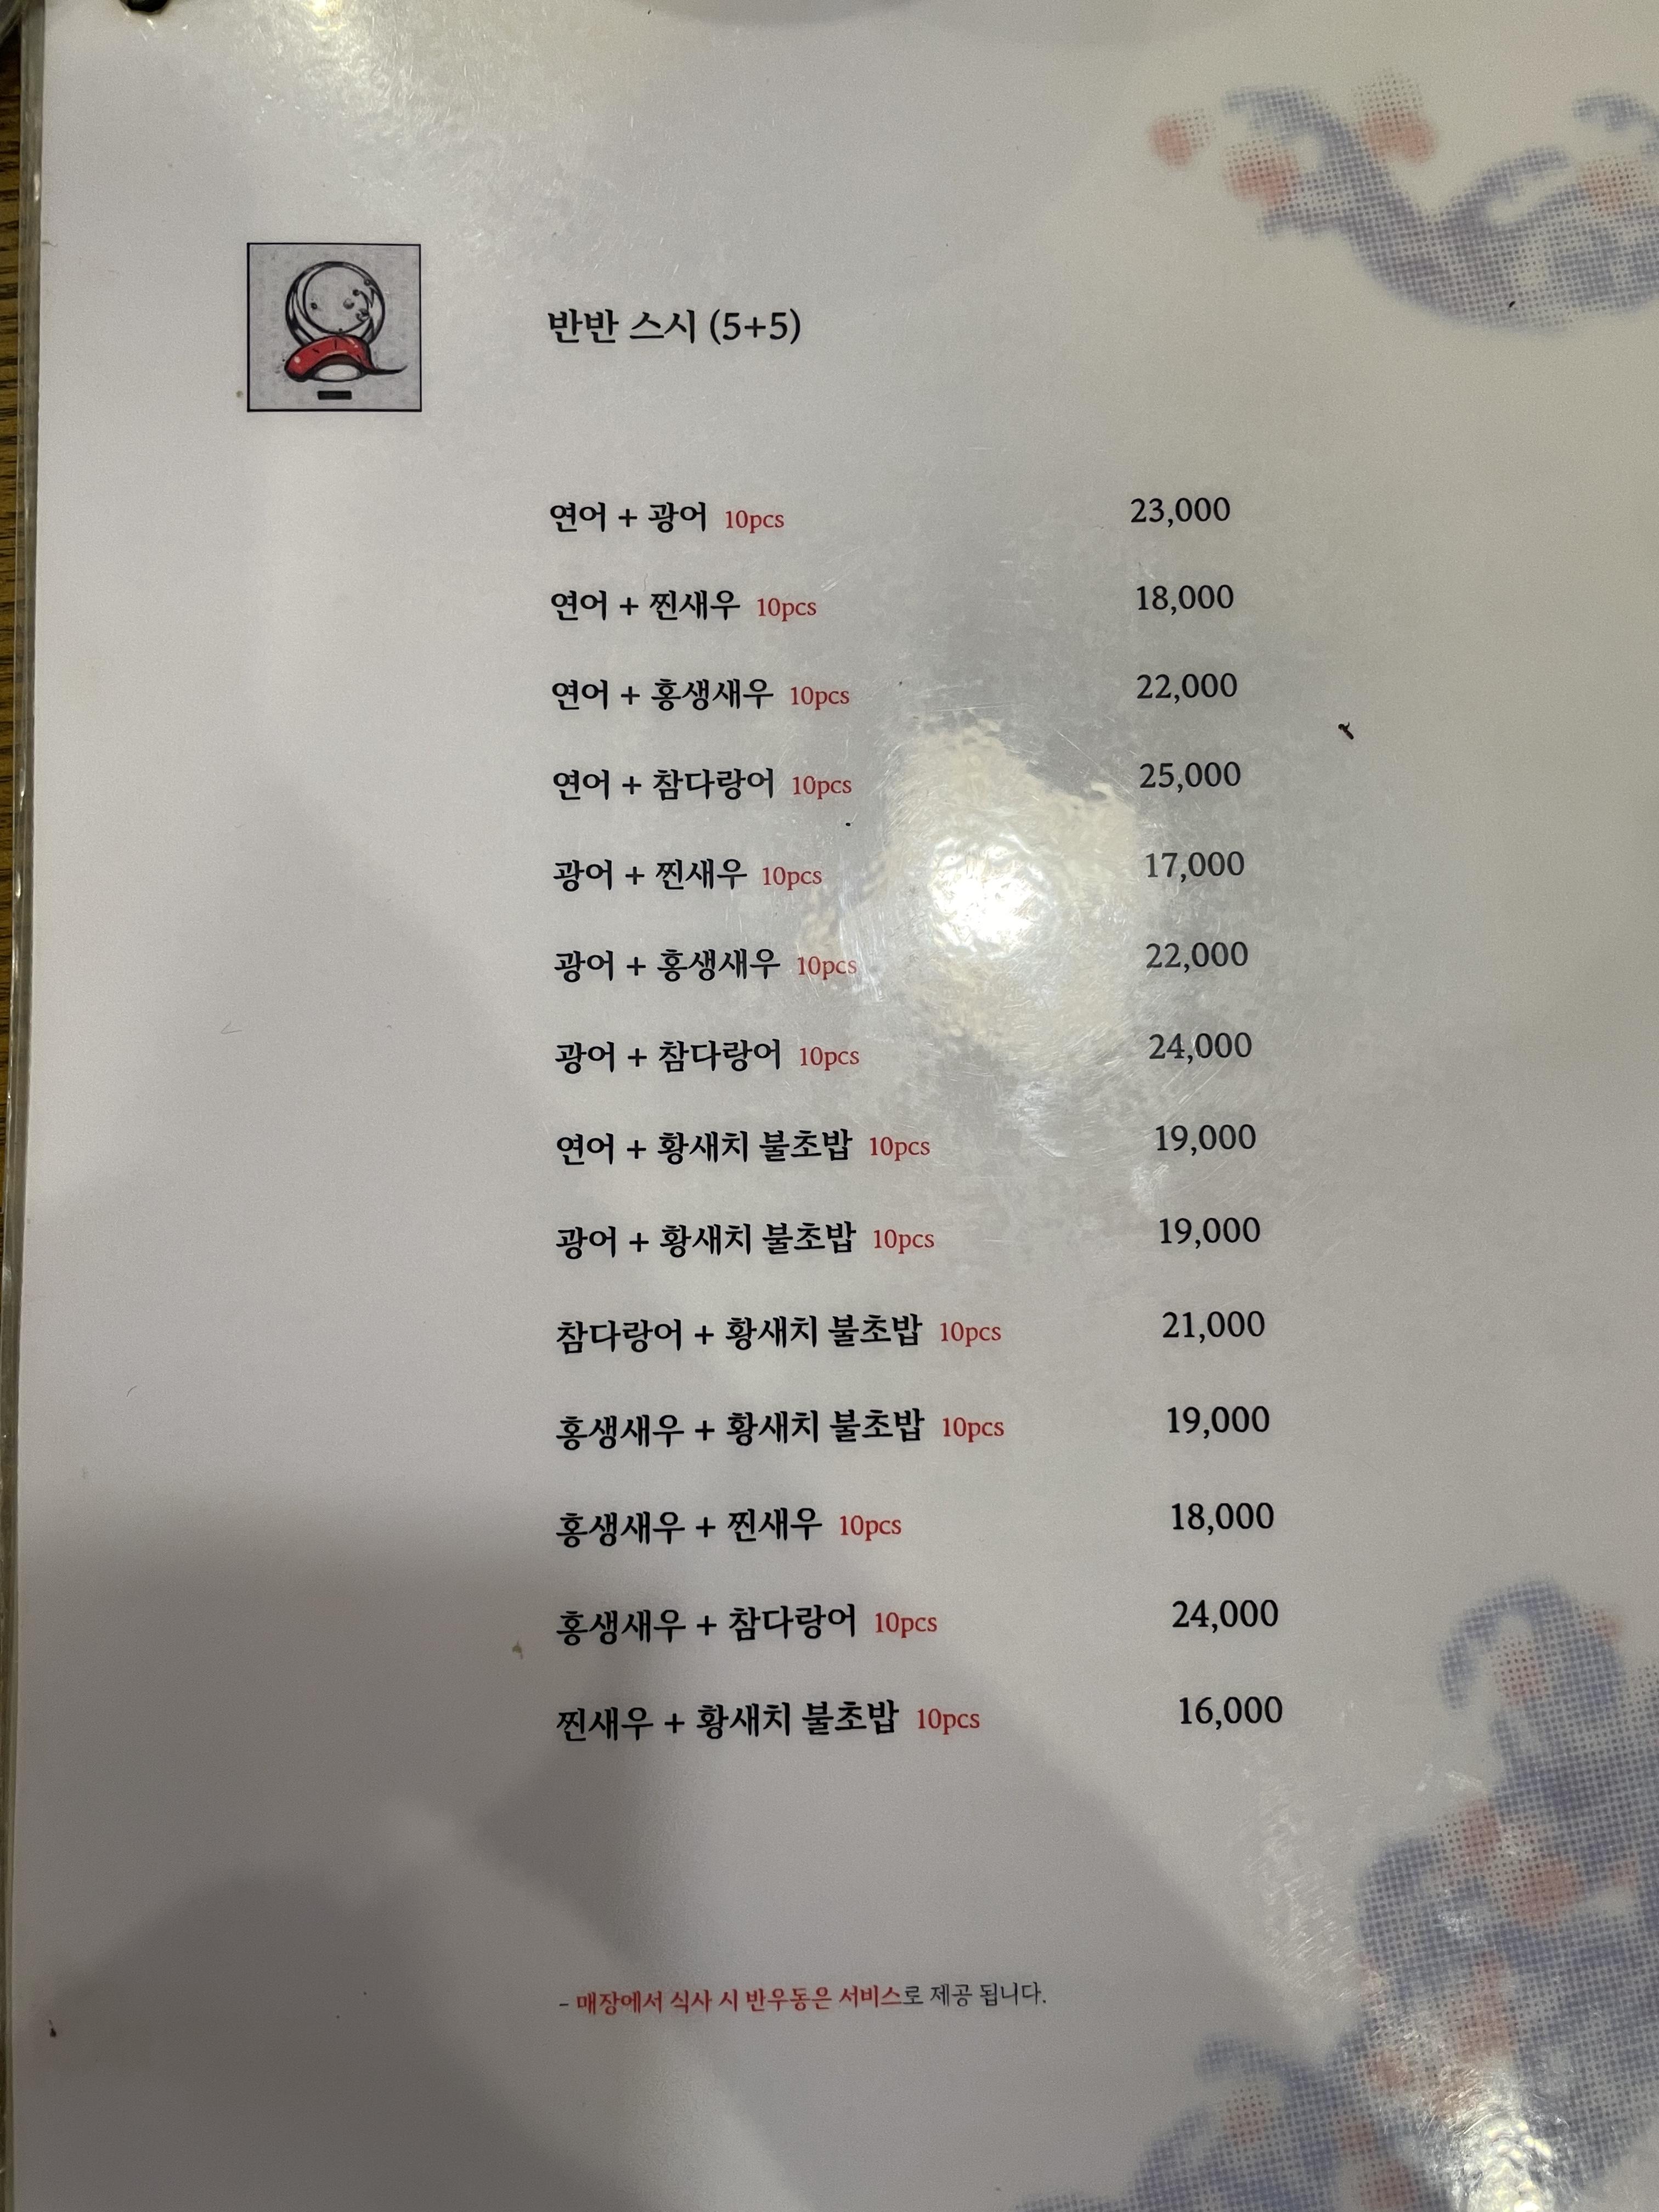 반반 스시 (5+5)
연어 + 광어 10pcs 23,000
연어 + 찐새우 10pcs 18,000
연어 + 홍생새우 10pcs 22,000
연어 + 참다랑어 10pcs 25,000
광어 + 찐새우 10pcs 17,000
광어 + 홍생새우 10pcs 22,000
광어 + 참다랑어 10pcs 24,000
연어 + 황새치 불초밥 10pcs 19,000
광어 + 황새치 불초밥 10pcs 19,000
참다랑어 + 황새치 불초밥 10pcs 21,000
홍생새우 + 황새치 불초밥 10pcs 19,000
홍생새우 + 찐새우 10pcs 18,000
홍생새우 + 참다랑어 10pcs 24,000
찐새우 + 황새치 불초밥 10pcs 16,000
- 매장에서 식사 시 반우동은 서비스로 제공 됩니다.